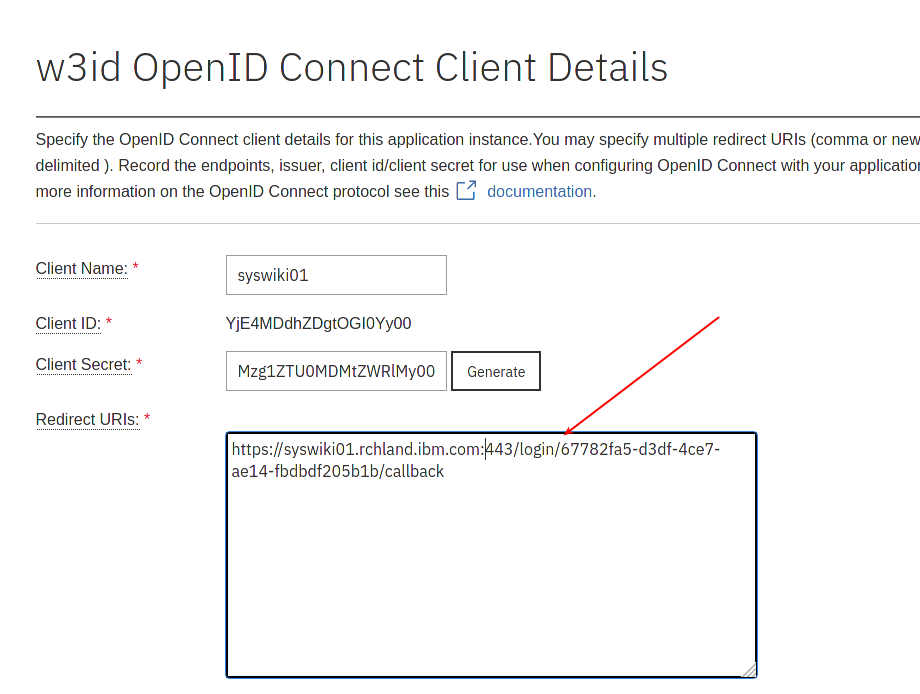 w3id OpenID Connect Client Details
Specify the OpenID Connect client details for this application instance.You may specify multiple redirect URIs (comma or new
delimited ). Record the endpoints, issuer, client id/client secret for use when configuring OpenID Connect with your application
more information on the OpenID Connect protocol see this documentation.
Client Name: *
syswiki01
Client ID: *
YjE4MDdhZDgtOGI0Yy00
Client Secret: *
Mzg1ZTU0MDMtZWRlMy00
Generate
Redirect URIs: *
https://syswiki01.rchland.ibm.com:443/login/67782fa5-d3df-4ce7-
ae14-fbdbdf205b1b/callback